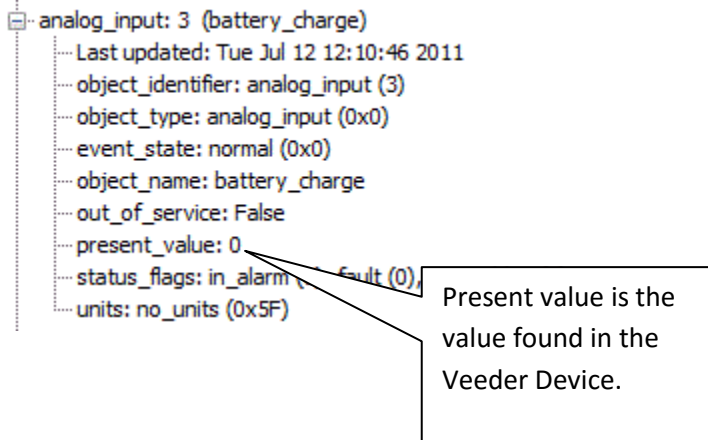 analog_input: 3 (battery_charge)
Last updated: Tue Jul 12 12:10:46 2011
object_identifier: analog_input (3)
object_type: analog_input (0x0)
event_state: normal (0x0)
object_name: battery_charge
out_of_service: False
present_value: 0
status_flags: in_alarm fault (0),
units: no_units (0x5F)
Present value is the
value found in the
Veeder Device.